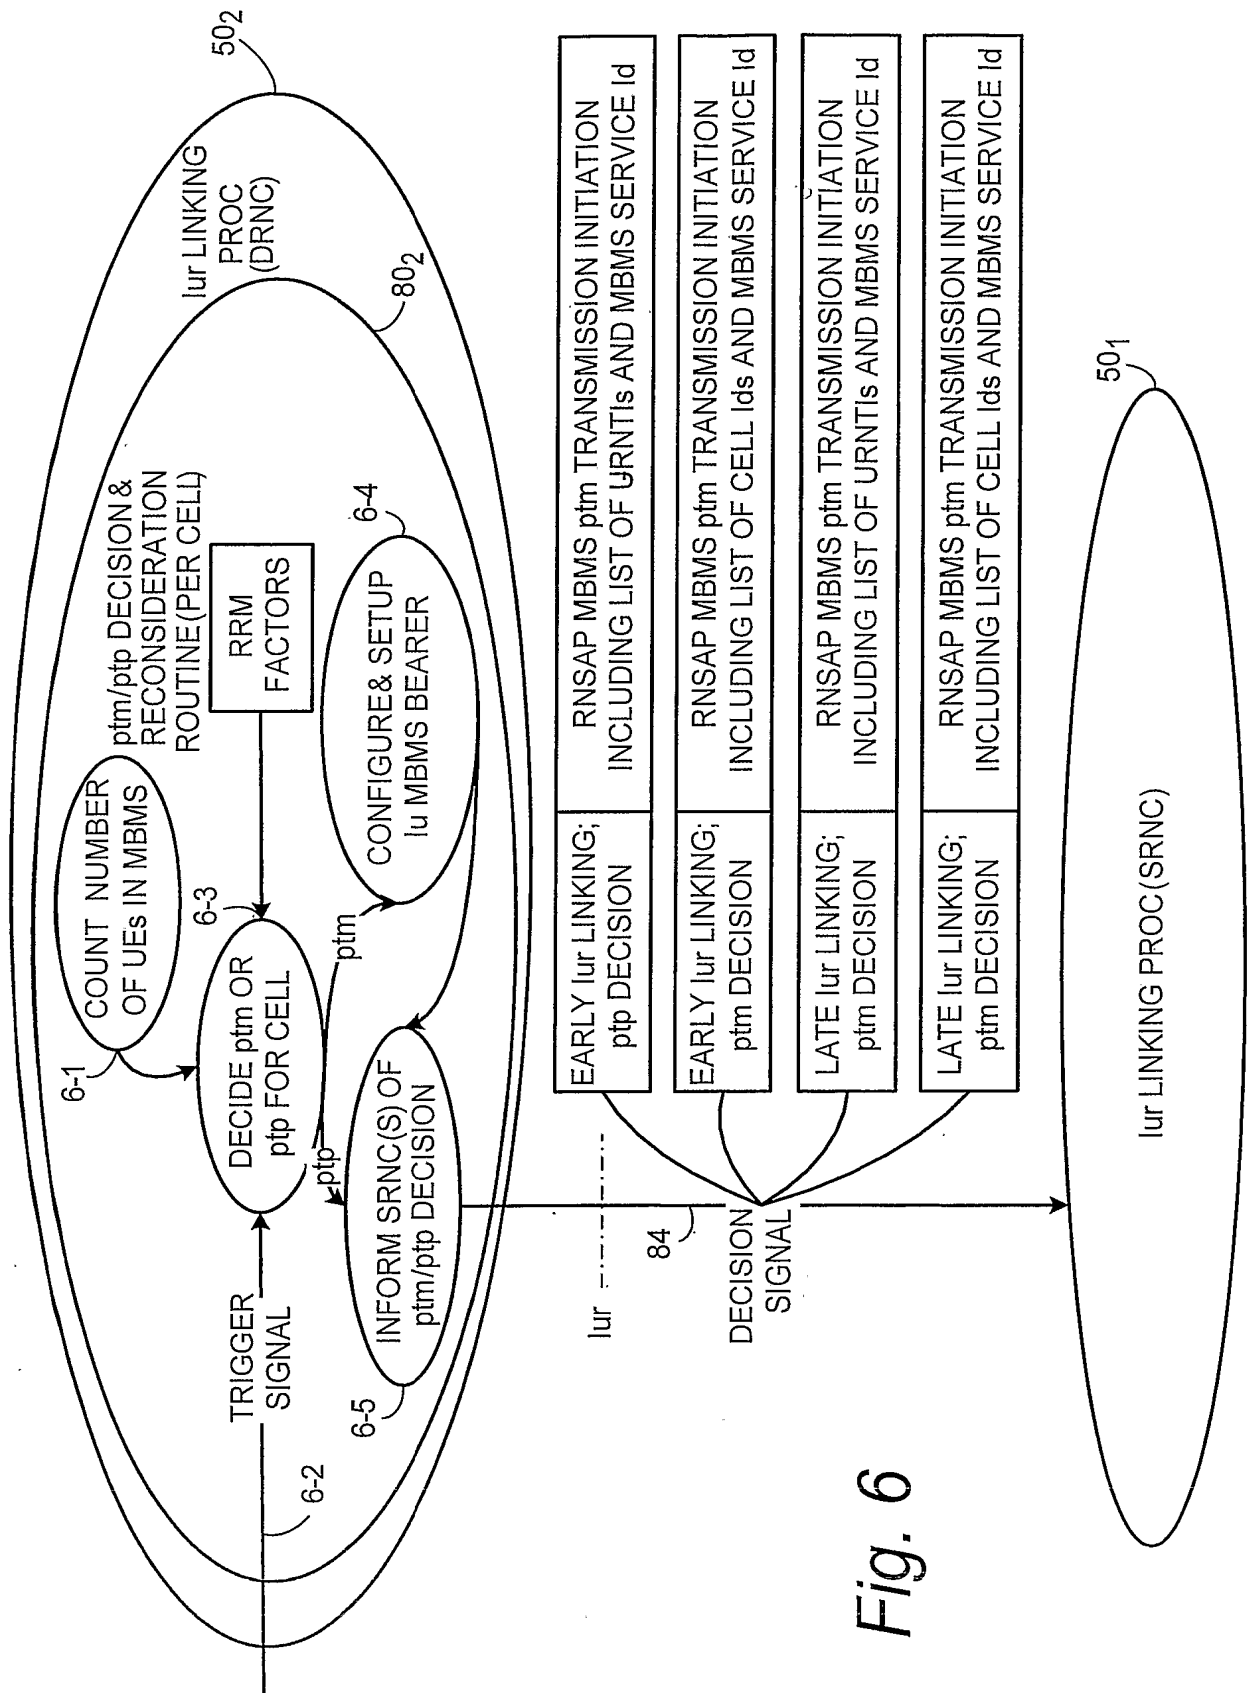 50₂
Iur LINKING
PROC
(DRNC)
80₂
ptm/ptp DECISION &
RECONSIDERATION
ROUTINE(PER CELL)
COUNT NUMBER
OF UEs IN MBMS
6-1
RRM
FACTORS
6-3
DECIDE ptm OR
ptp FOR CELL
TRIGGER
SIGNAL
6-2
ptm
6-4
CONFIGURE& SETUP
Iu MBMS BEARER
ptp
INFORM SRNC(S) OF
ptm/ptp DECISION
6-5
Iur
84
DECISION
SIGNAL
EARLY Iur LINKING;
ptp DECISION
RNSAP MBMS ptm TRANSMISSION INITIATION
INCLUDING LIST OF URNTIs AND MBMS SERVICE Id
EARLY Iur LINKING;
ptm DECISION
RNSAP MBMS ptm TRANSMISSION INITIATION
INCLUDING LIST OF CELL Ids AND MBMS SERVICE Id
LATE Iur LINKING;
ptm DECISION
RNSAP MBMS ptm TRANSMISSION INITIATION
INCLUDING LIST OF URNTIs AND MBMS SERVICE Id
LATE Iur LINKING;
ptm DECISION
RNSAP MBMS ptm TRANSMISSION INITIATION
INCLUDING LIST OF CELL Ids AND MBMS SERVICE Id
50₁
Iur LINKING PROC(SRNC)
Fig. 6